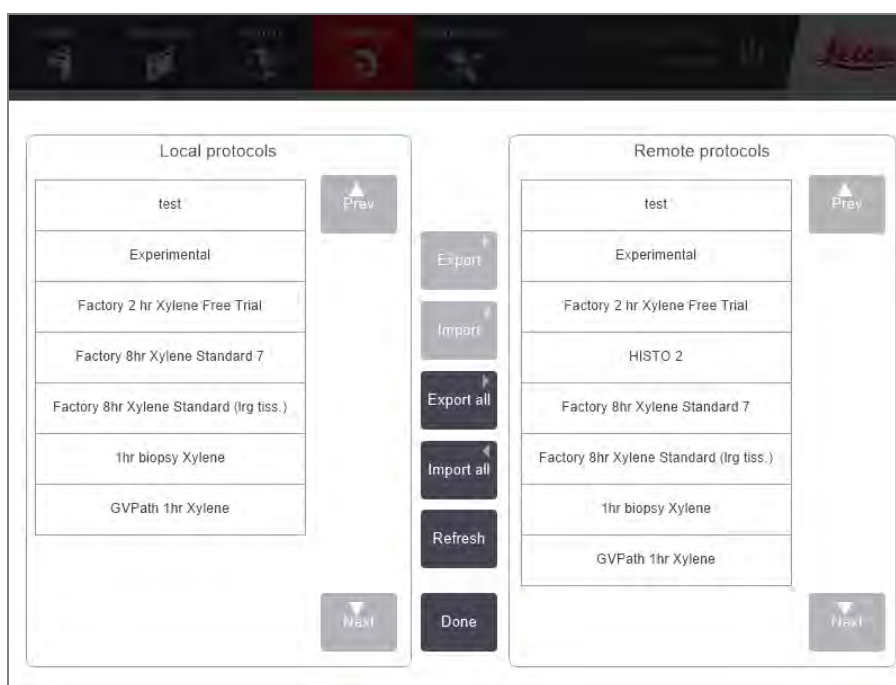 Leica
Local protocols
test
Experimental
Factory 2 hr Xylene Free Trial
Factory 8hr Xylene Standard 7
Factory 8hr Xylene Standard (lrg tiss.)
1hr biopsy Xylene
GVPath 1hr Xylene
Prev
Next
Export
Import
Export all
Import all
Refresh
Done
Remote protocols
test
Experimental
Factory 2 hr Xylene Free Trial
HISTO 2
Factory 8hr Xylene Standard 7
Factory 8hr Xylene Standard (lrg tiss.)
1hr biopsy Xylene
GVPath 1hr Xylene
Prev
Next